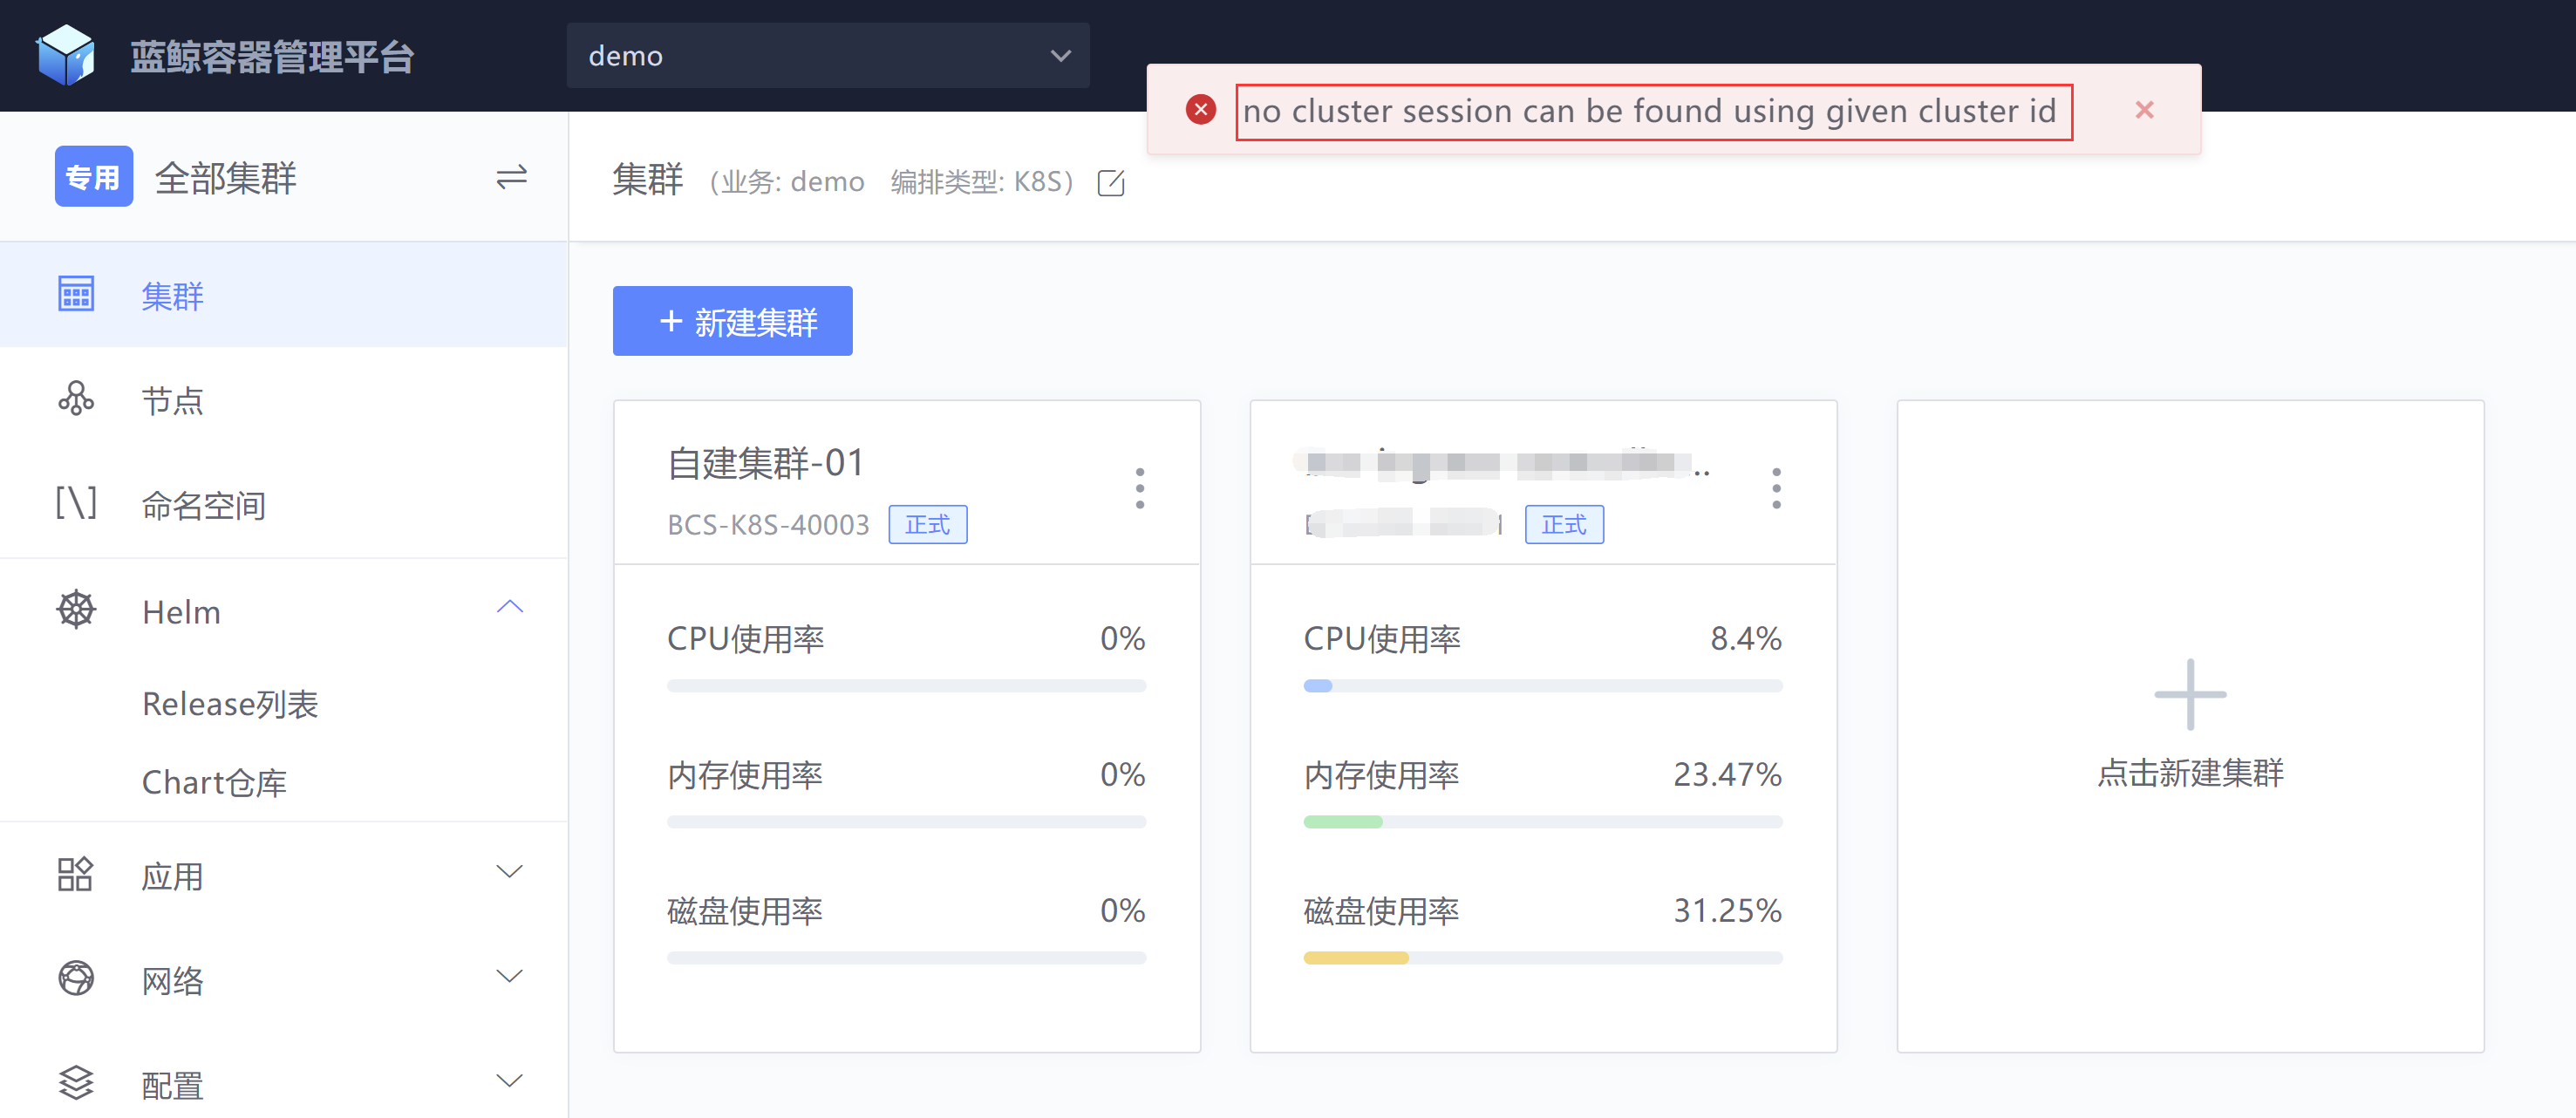 蓝鲸容器管理平台
demo
no cluster session can be found using given cluster id
专用 全部集群
集群 (业务: demo 编排类型: K8S)
集群
节点
命名空间
Helm
Release列表
Chart仓库
应用
网络
配置
+ 新建集群
自建集群-01
BCS-K8S-40003 正式
CPU使用率 0%
内存使用率 0%
磁盘使用率 0%
正式
CPU使用率 8.4%
内存使用率 23.47%
磁盘使用率 31.25%
点击新建集群